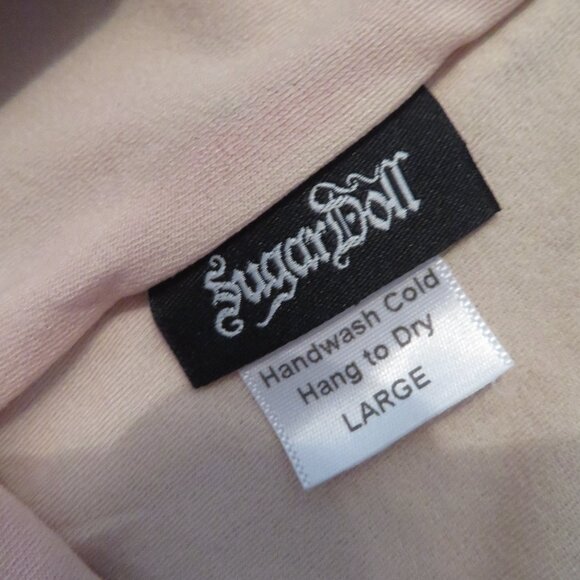 SugarDoll
Handwash Cold
Hang to Dry
LARGE